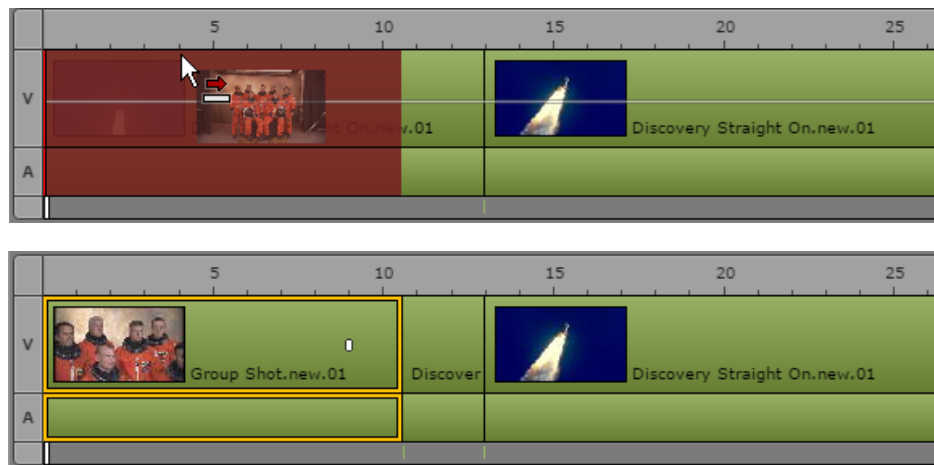 5 10 15 20 25
V
nt On.new.01 Discovery Straight On.new.01
A
5 10 15 20 25
V
Group Shot.new.01 Discover Discovery Straight On.new.01
A